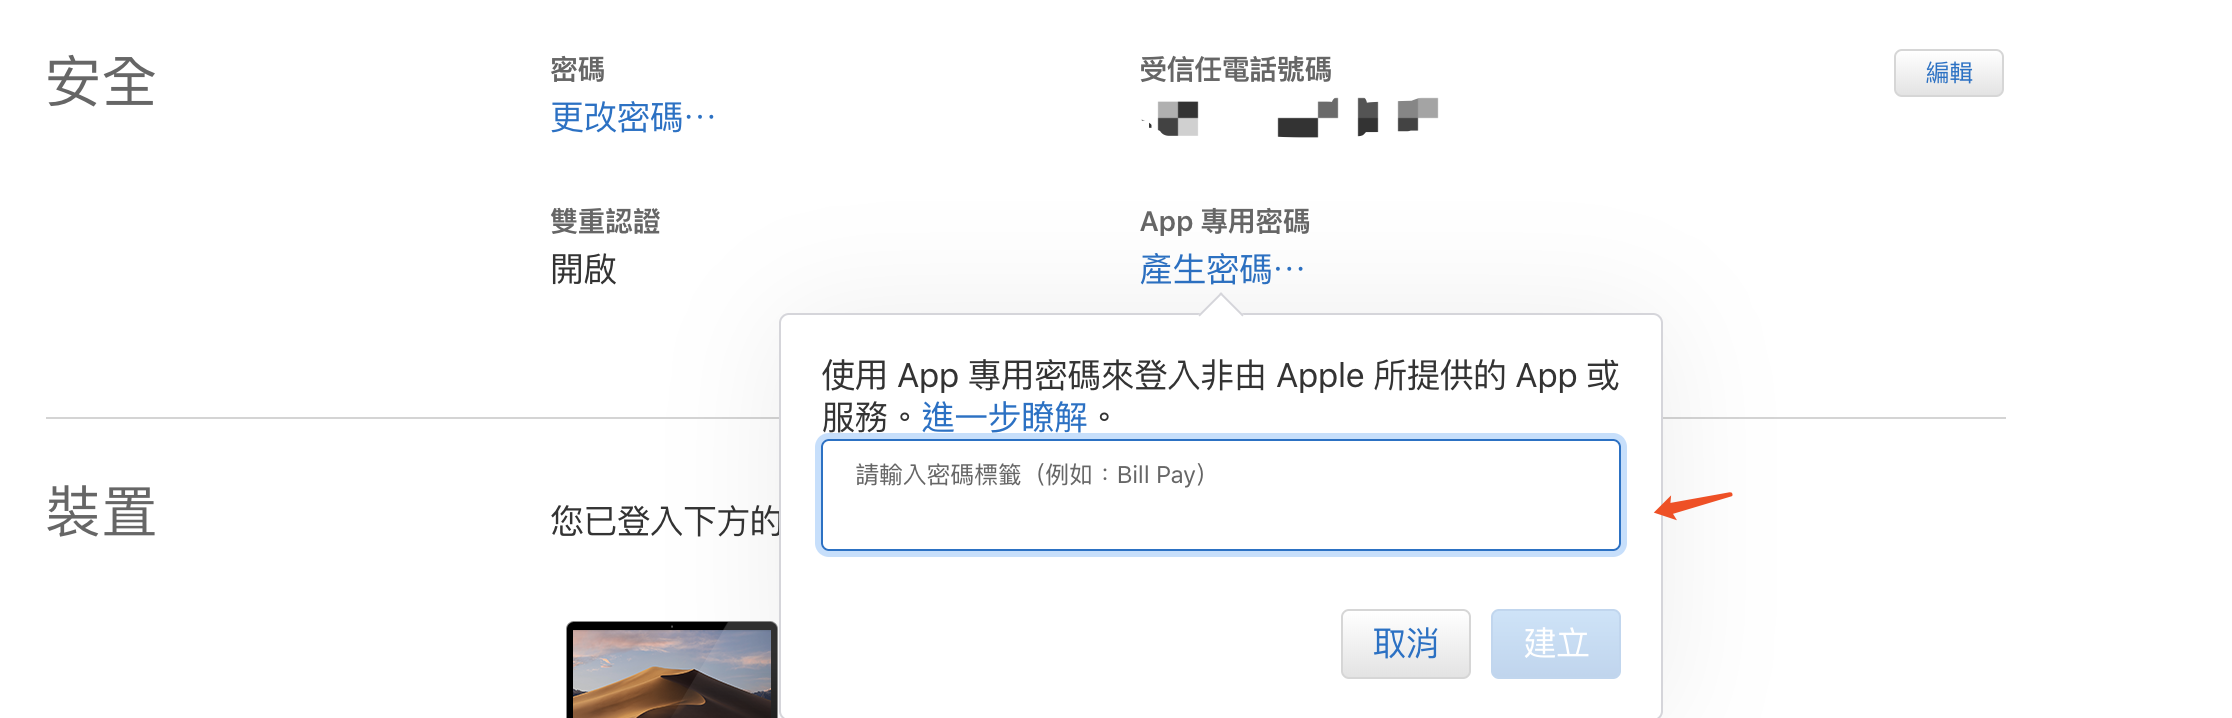 安全
密碼
更改密碼…
受信任電話號碼
編輯
雙重認證
開啟
App 專用密碼
產生密碼…
使用 App 專用密碼來登入非由 Apple 所提供的 App 或
服務。進一步瞭解。
請輸入密碼標籤（例如：Bill Pay）
取消
建立
裝置
您已登入下方的